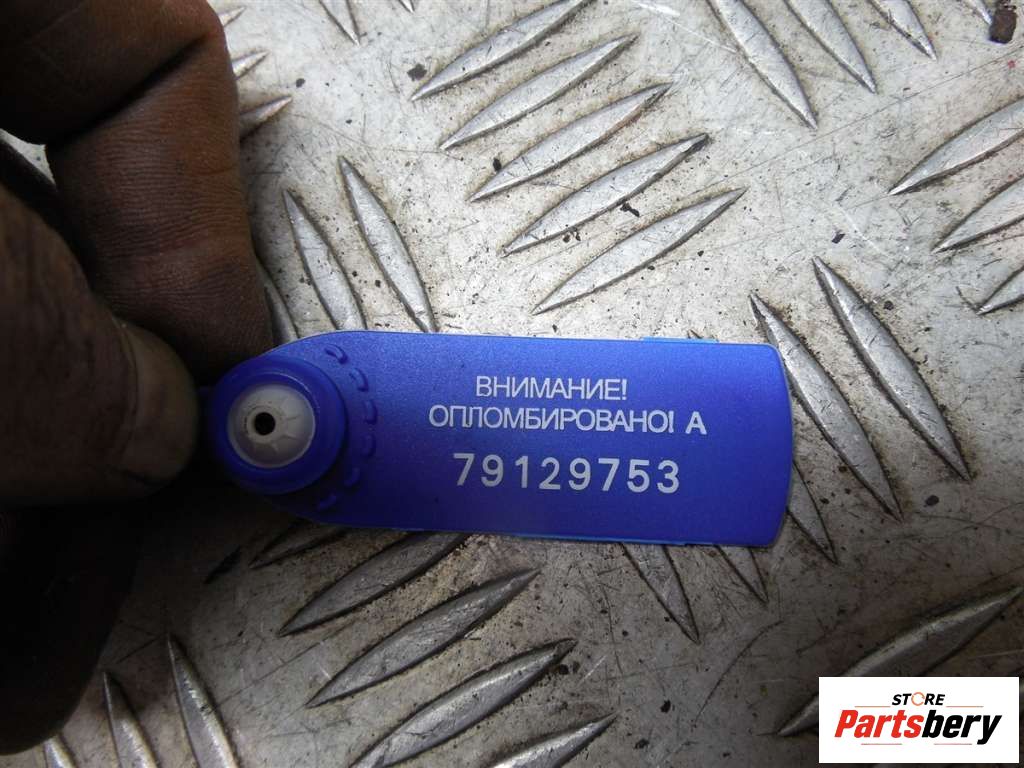 ВНИМАНИЕ!
ОПЛОМБИРОВАНО! А
79129753
STORE
Partsbery